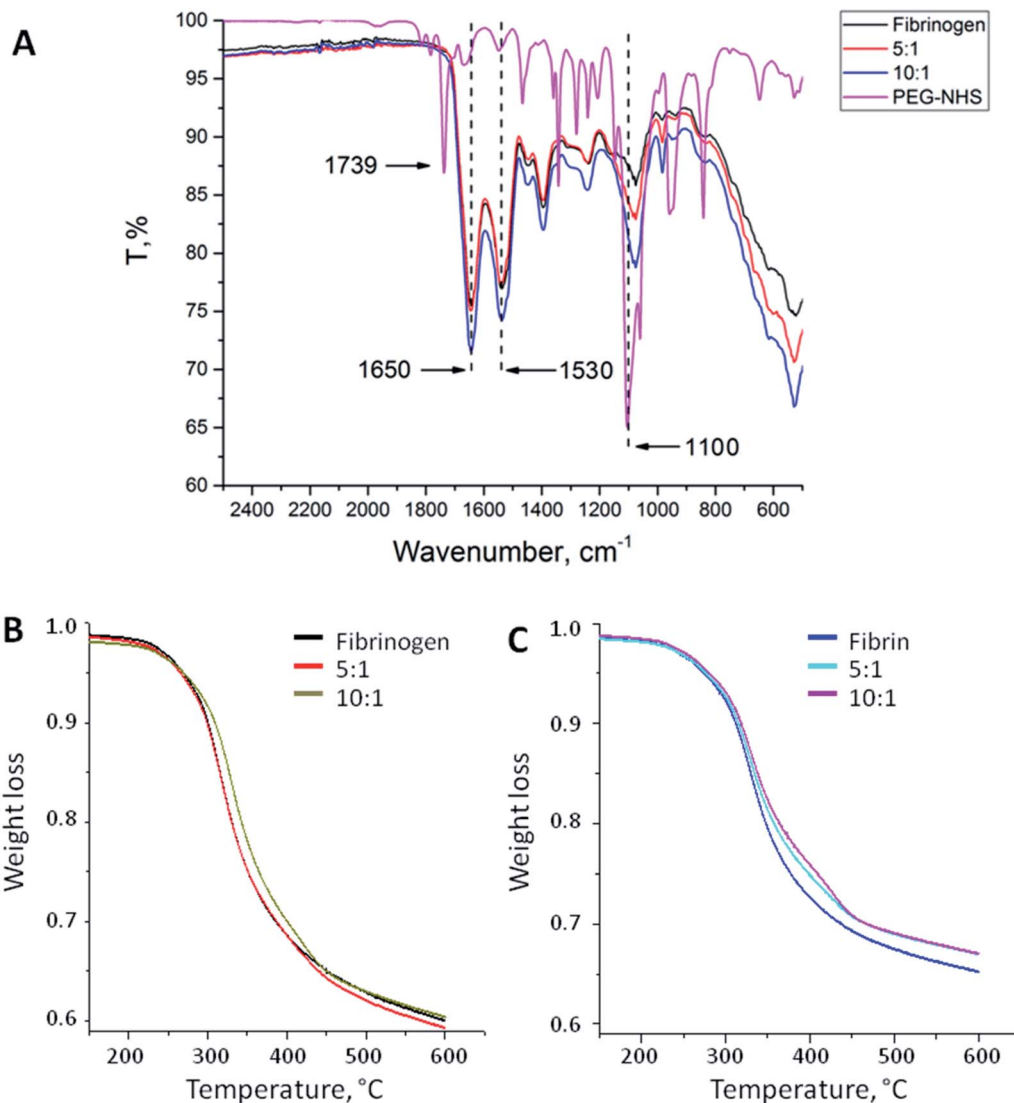 A
Fibrinogen
5:1
10:1
PEG-NHS
100
95
90
85
80
75
70
65
60
T,%
1739
1650
1530
1100
2400 2200 2000 1800 1600 1400 1200 1000 800 600
Wavenumber, cm-1
B
Fibrinogen
5:1
10:1
1.0
0.9
0.8
0.7
0.6
Weight loss
200 300 400 500 600
Temperature, °C
C
Fibrin
5:1
10:1
1.0
0.9
0.8
0.7
0.6
Weight loss
200 300 400 500 600
Temperature, °C